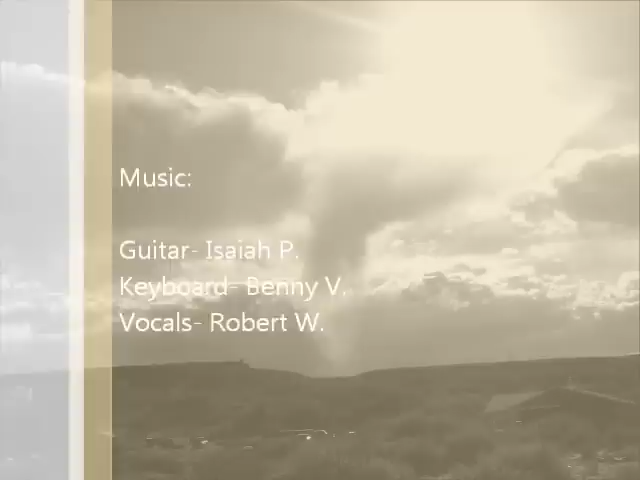 Music:
Guitar- Isaiah P.
Keyboard- Benny V.
Vocals- Robert W.